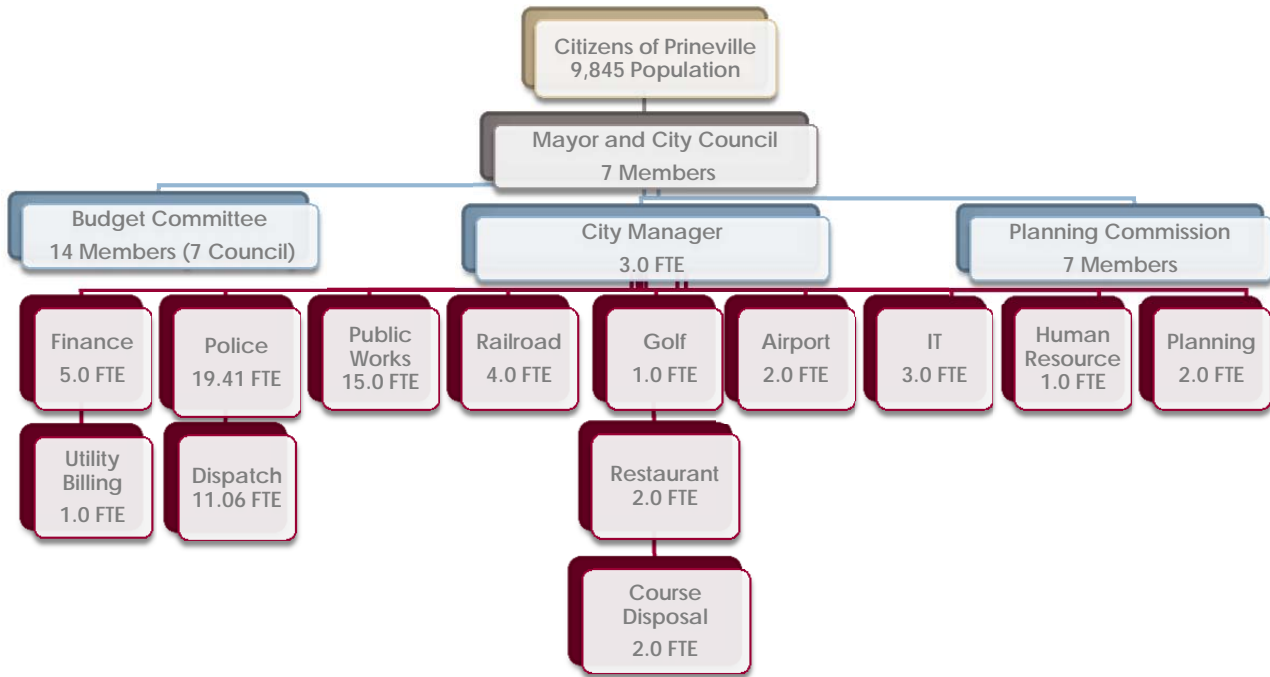 Citizens of Prineville
9,845 Population
Mayor and City Council
7 Members
Budget Committee
14 Members (7 Council)
City Manager
3.0 FTE
Planning Commission
7 Members
Finance
5.0 FTE
Police
19.41 FTE
Public
Works
15.0 FTE
Railroad
4.0 FTE
Golf
1.0 FTE
Airport
2.0 FTE
IT
3.0 FTE
Human
Resource
1.0 FTE
Planning
2.0 FTE
Utility
Billing
1.0 FTE
Dispatch
11.06 FTE
Restaurant
2.0 FTE
Course
Disposal
2.0 FTE